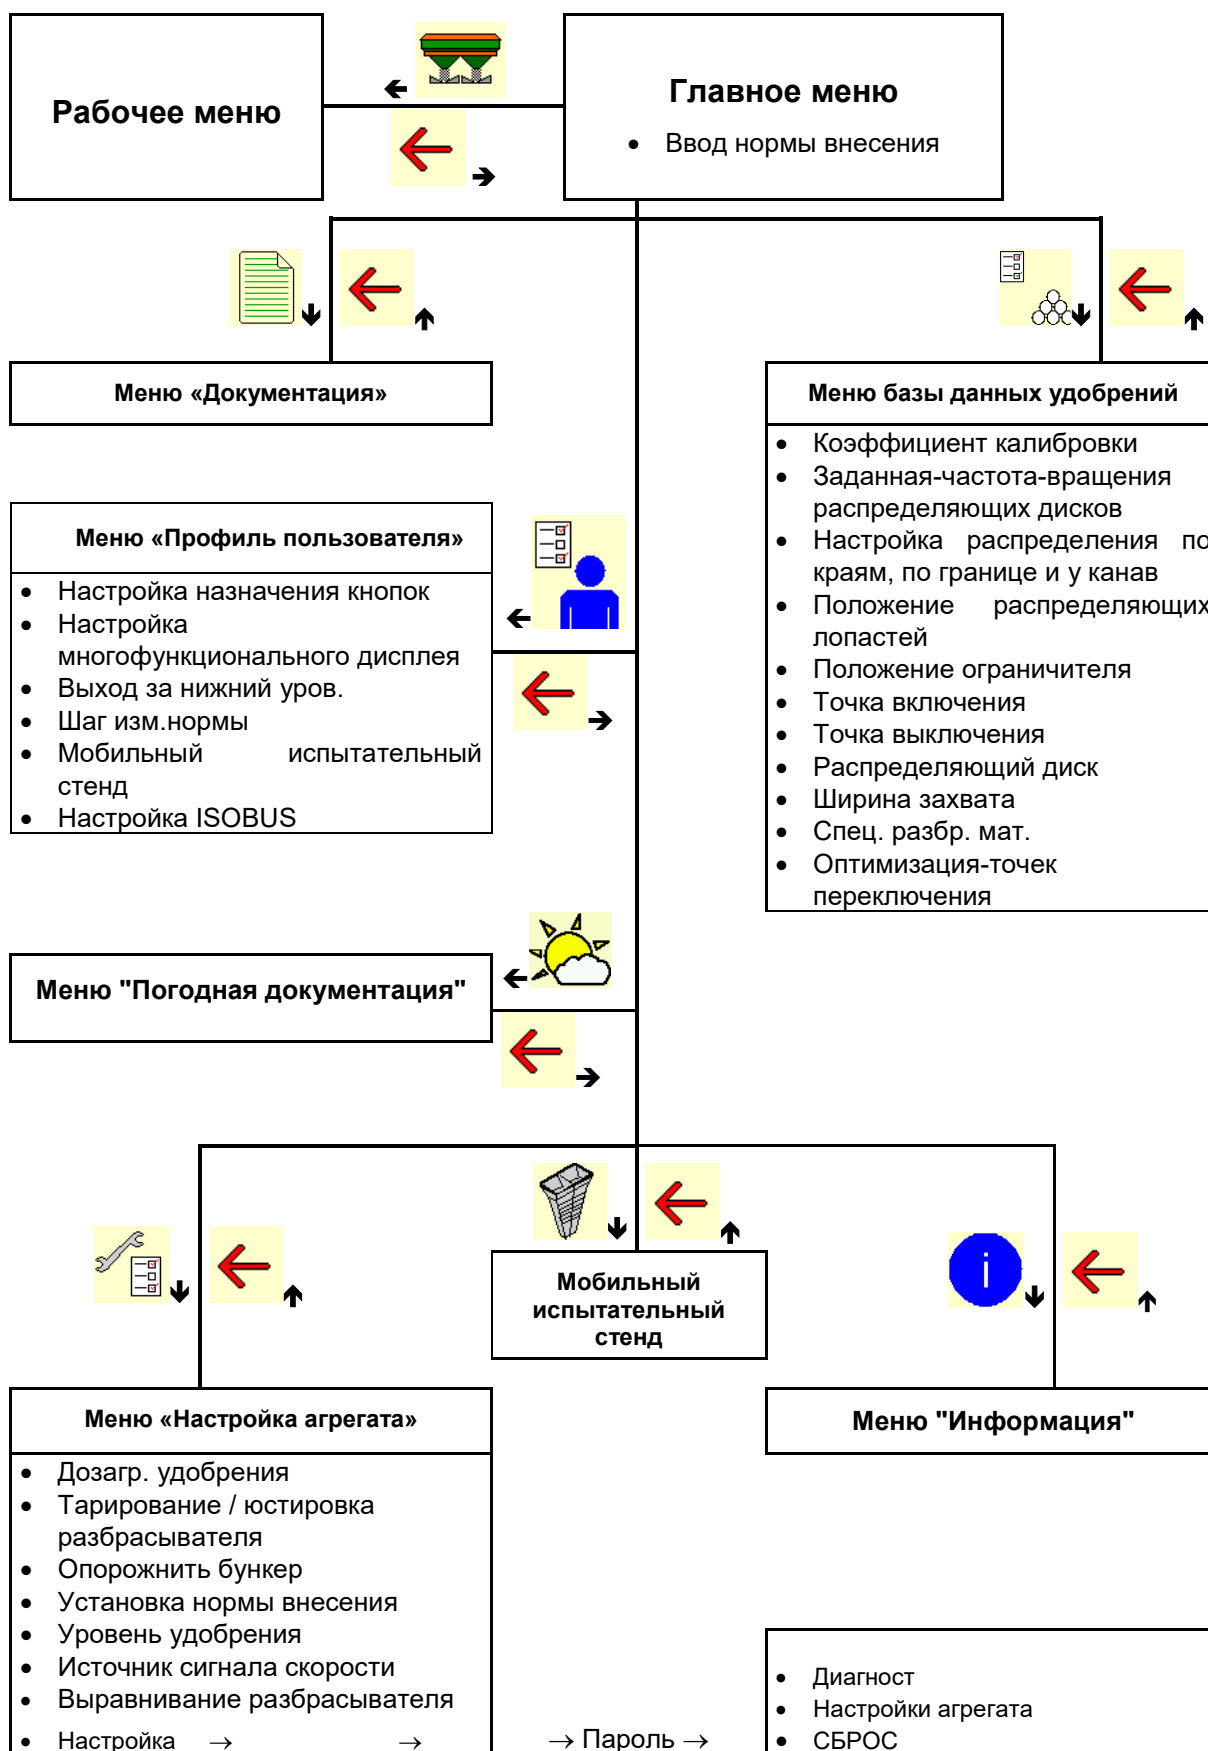 Рабочее меню
Главное меню
• Ввод нормы внесения
Меню «Документация»
Меню базы данных удобрений
• Коэффициент калибровки
• Заданная-частота-вращения
распределяющих дисков
• Настройка распределения по
краям, по границе и у канав
• Положение распределяющих
лопастей
• Положение ограничителя
• Точка включения
• Точка выключения
• Распределяющий диск
• Ширина захвата
• Спец. разбр. мат.
• Оптимизация-точек
переключения
Меню «Профиль пользователя»
• Настройка назначения кнопок
• Настройка
многофункционального дисплея
• Выход за нижний уров.
• Шаг изм.нормы
• Мобильный испытательный
стенд
• Настройка ISOBUS
Меню "Погодная документация"
Мобильный
испытательный
стенд
i
Меню «Настройка агрегата»
• Дозагр. удобрения
• Тарирование / юстировка
разбрасывателя
• Опорожнить бункер
• Установка нормы внесения
• Уровень удобрения
• Источник сигнала скорости
• Выравнивание разбрасывателя
• Настройка → → → Пароль →
Меню "Информация"
• Диагност
• Настройки агрегата
• СБРОС